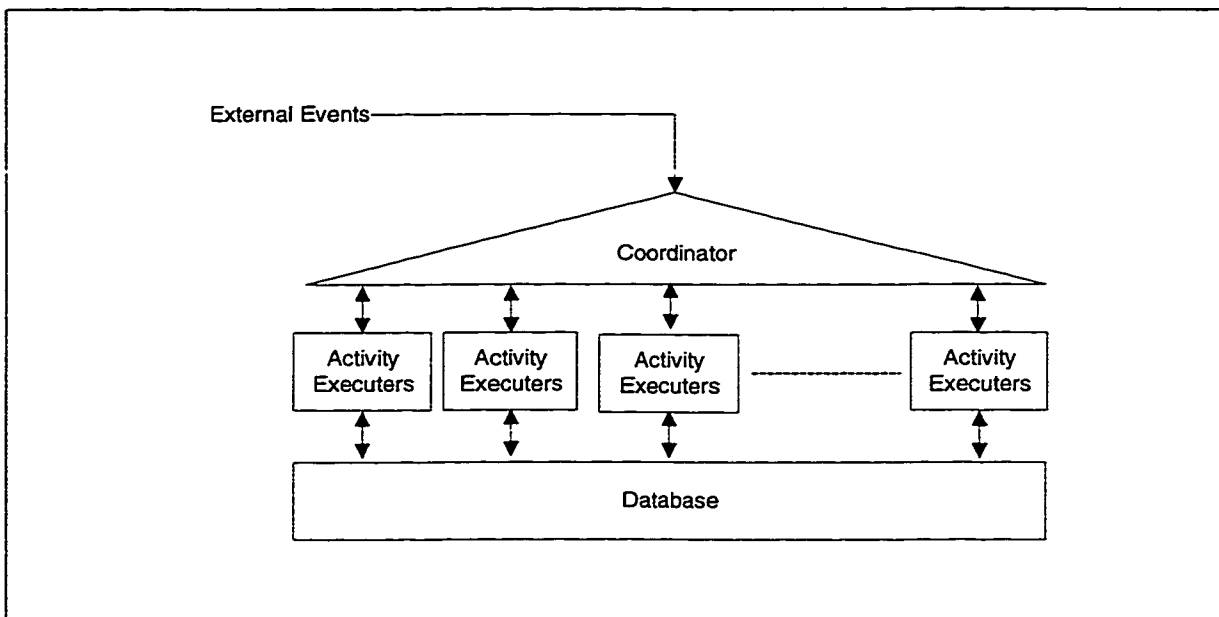 External Events
Coordinator
Activity
Executers
Activity
Executers
Activity
Executers
Activity
Executers
Database